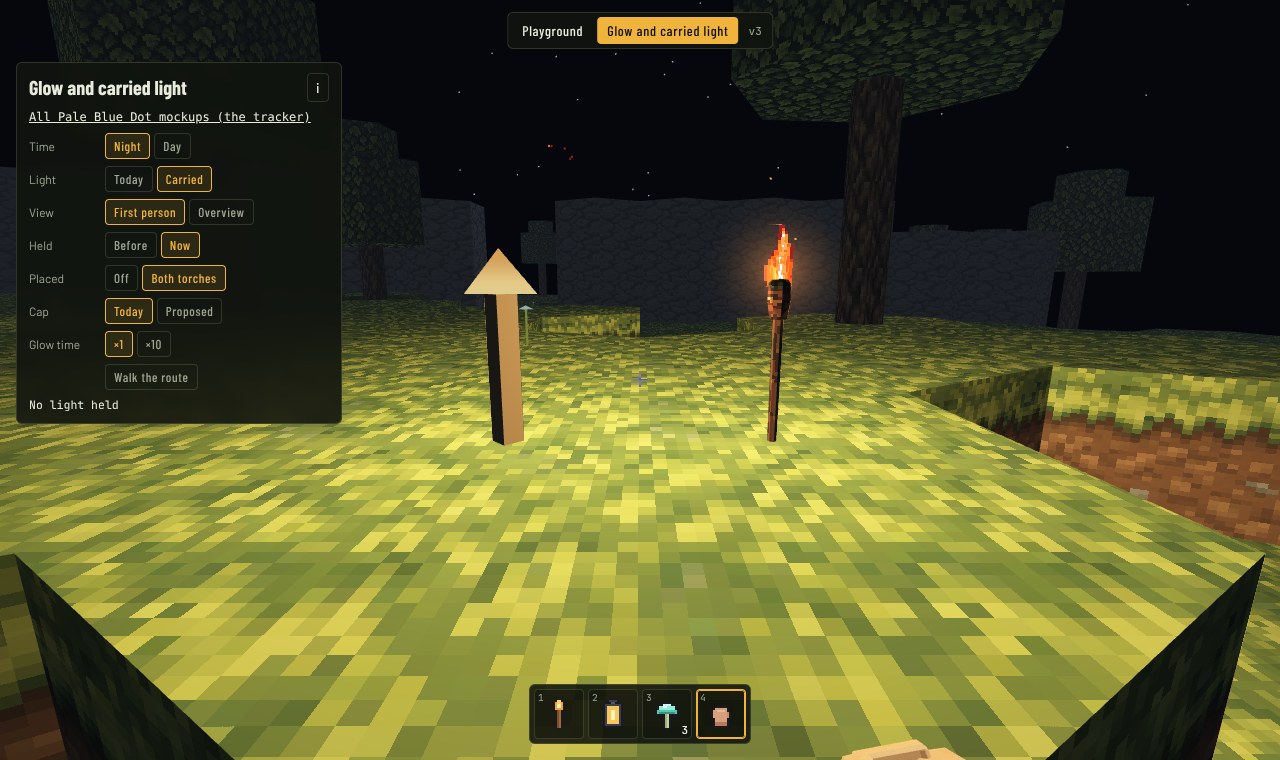 Playground Glow and carried light v3
Glow and carried light i
All Pale Blue Dot mockups (the tracker)
Time Night Day
Light Today Carried
View First person Overview
Held Before Now
Placed Off Both torches
Cap Today Proposed
Glow time ×1 ×10
Walk the route
No light held
1 2 3 4
3